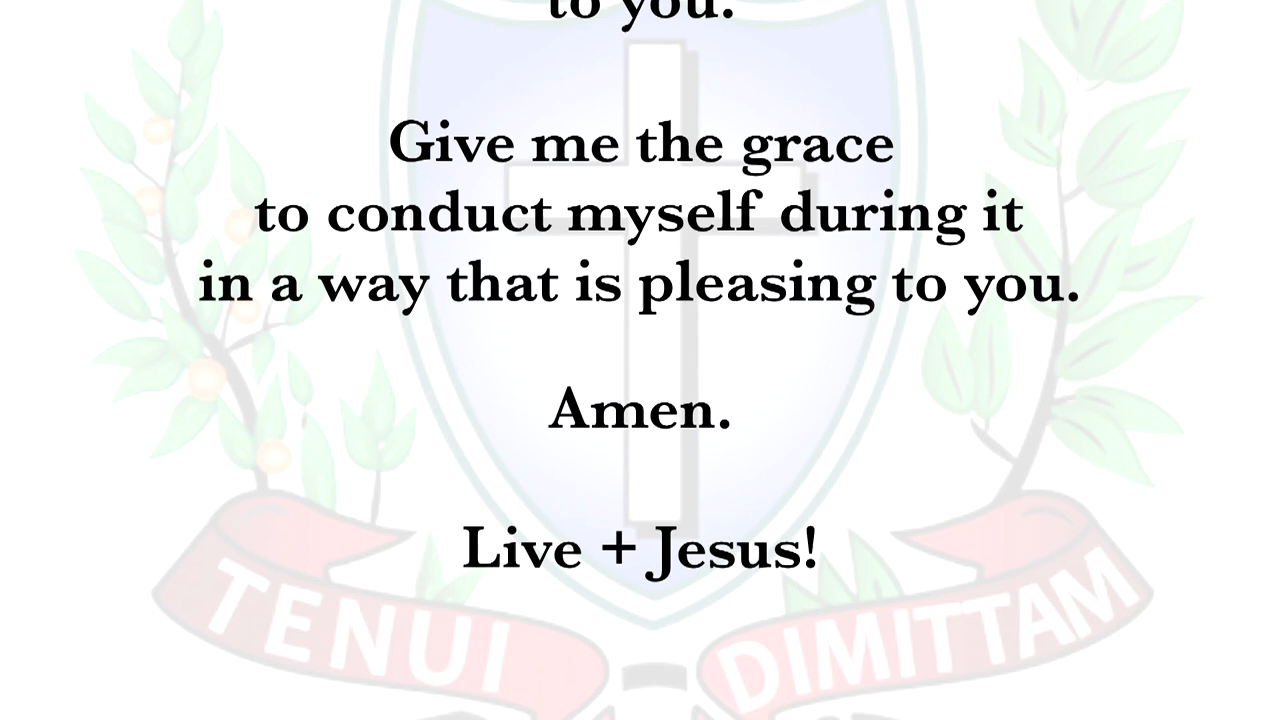 to you.
Give me the grace
to conduct myself during it
in a way that is pleasing to you.
Amen.
Live + Jesus!
TENUI
DIMITTAM